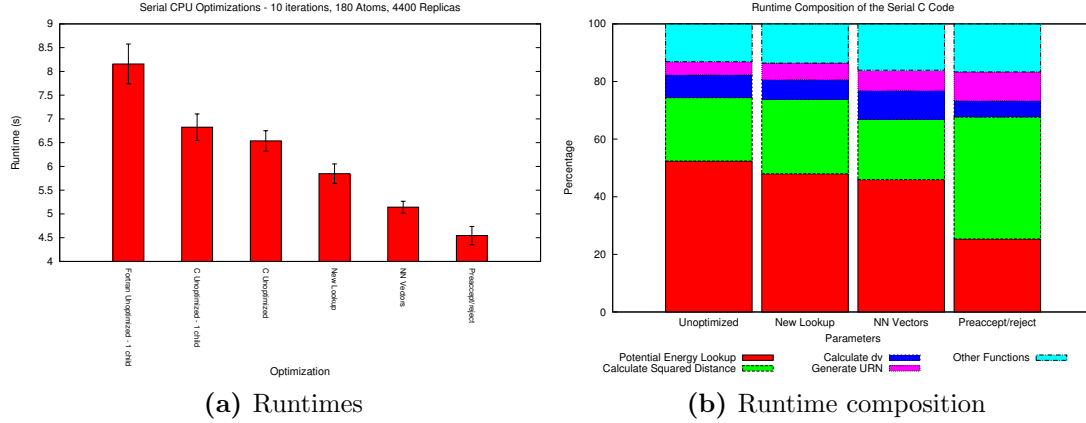 Serial CPU Optimizations - 10 iterations, 180 Atoms, 4400 Replicas
9
8.5
8
7.5
7
6.5
6
5.5
5
4.5
4
Runtime (s)
Fortran Unoptimized - 1 child
C Unoptimized - 1 child
C Unoptimized
New Lookup
NN Vectors
Preaccept/reject
Optimization
(a) Runtimes
Runtime Composition of the Serial C Code
100
80
60
40
20
0
Percentage
Unoptimized New Lookup NN Vectors Preaccept/reject
Parameters
Potential Energy Lookup Calculate dv Other Functions
Calculate Squared Distance Generate URN
(b) Runtime composition